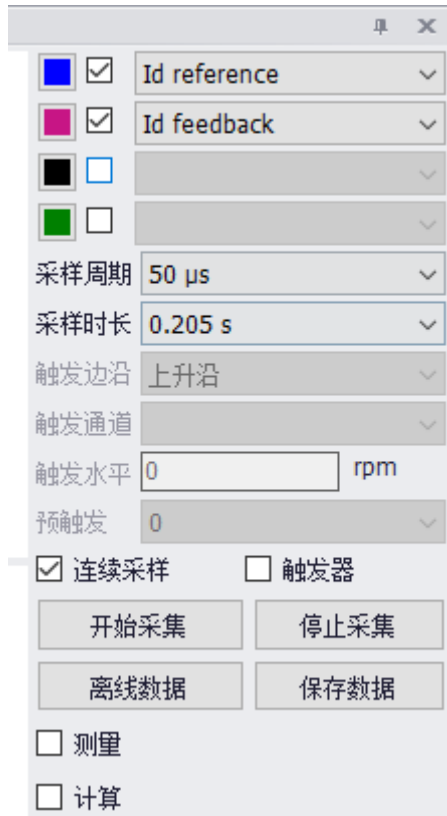 Id reference
Id feedback
采样周期 50 μs
采样时长 0.205 s
触发边沿 上升沿
触发通道
触发水平 0 rpm
预触发 0
连续采样 触发器
开始采集 停止采集
离线数据 保存数据
测量
计算